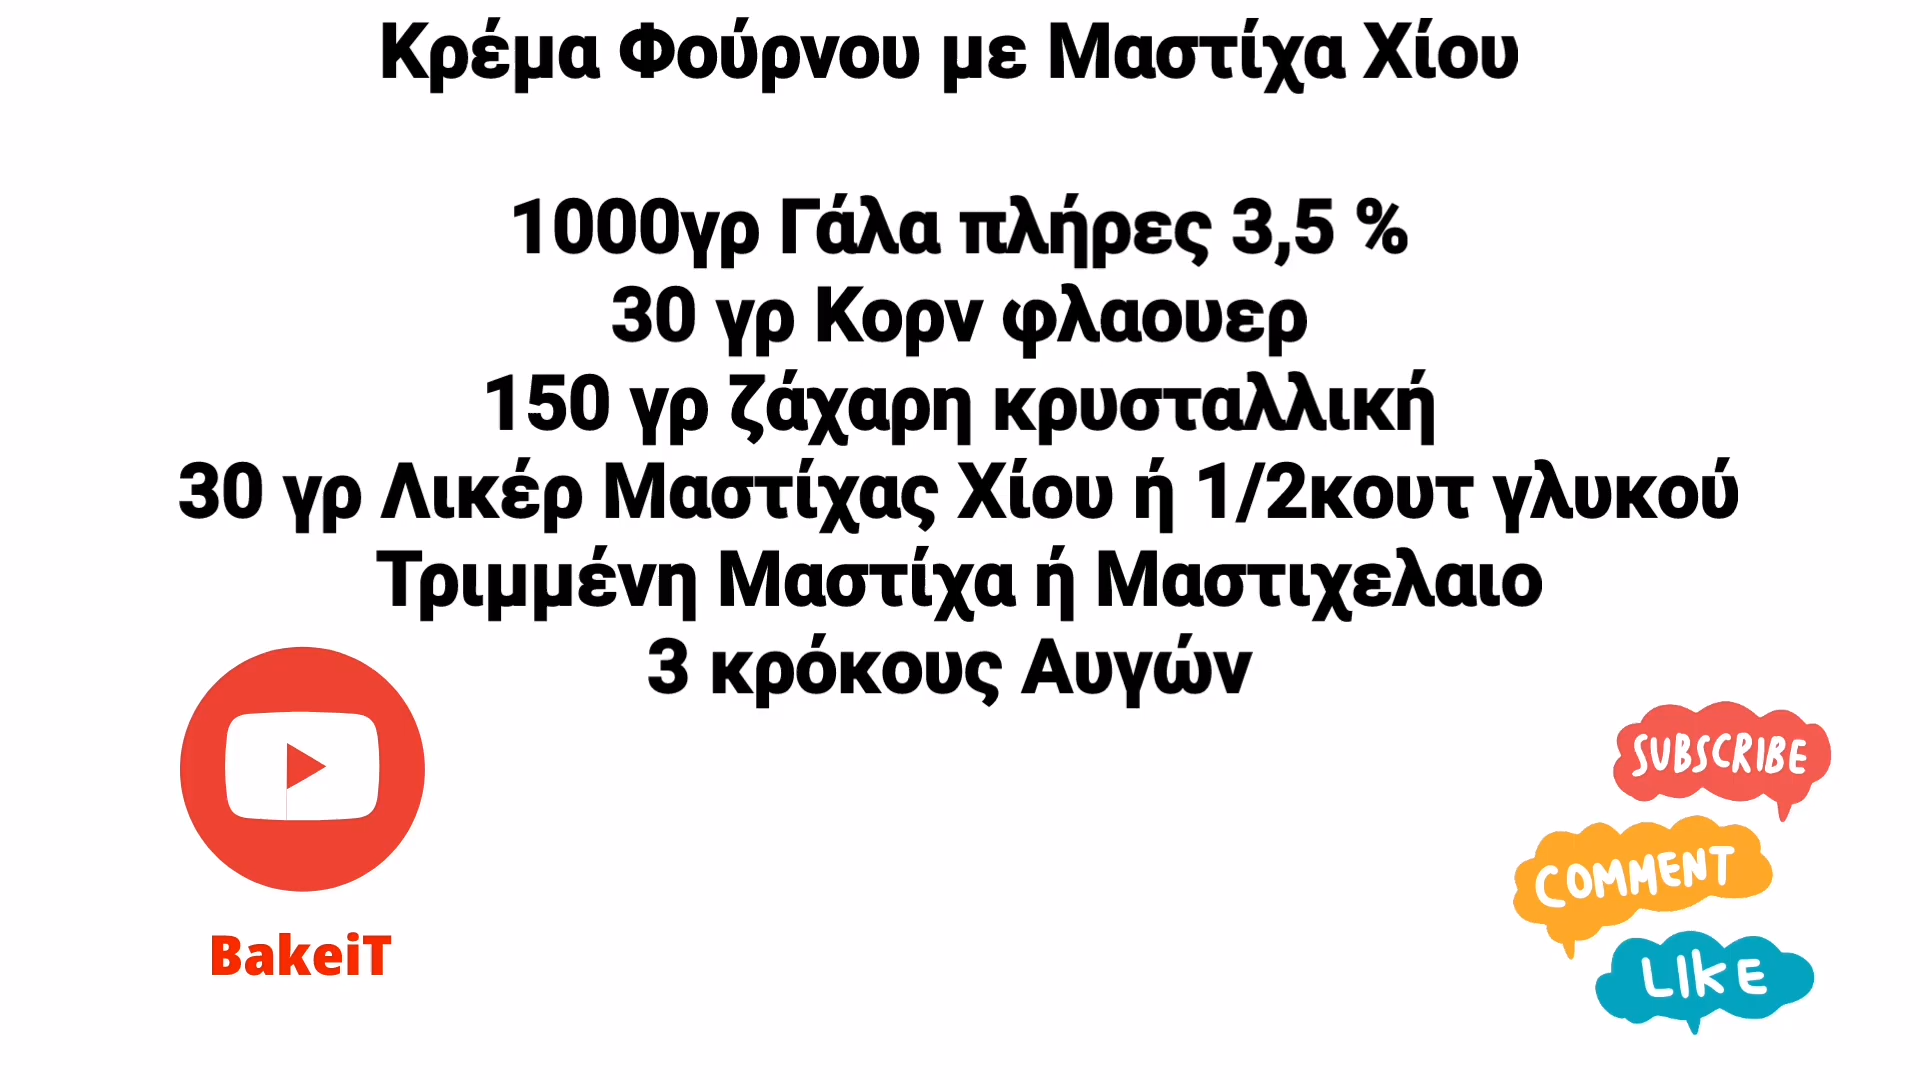 Κρέμα Φούρνου με Μαστίχα Χίου
1000γρ Γάλα πλήρες 3,5 %
30 γρ Κορν φλαουερ
150 γρ ζάχαρη κρυσταλλική
30 γρ Λικέρ Μαστίχας Χίου ή 1/2κουτ γλυκού
Τριμμένη Μαστίχα ή Μαστιχελαιο
3 κρόκους Αυγών
BakeiT
SUBSCRIBE
COMMENT
LIKE